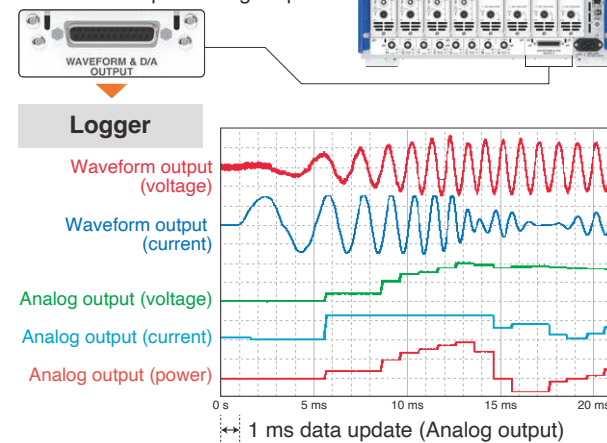 WAVEFORM & D/A
OUTPUT
Logger
Waveform output
(voltage)
Waveform output
(current)
Analog output (voltage)
Analog output (current)
Analog output (power)
0 s 5 ms 10 ms 15 ms 20 ms
1 ms data update (Analog output)